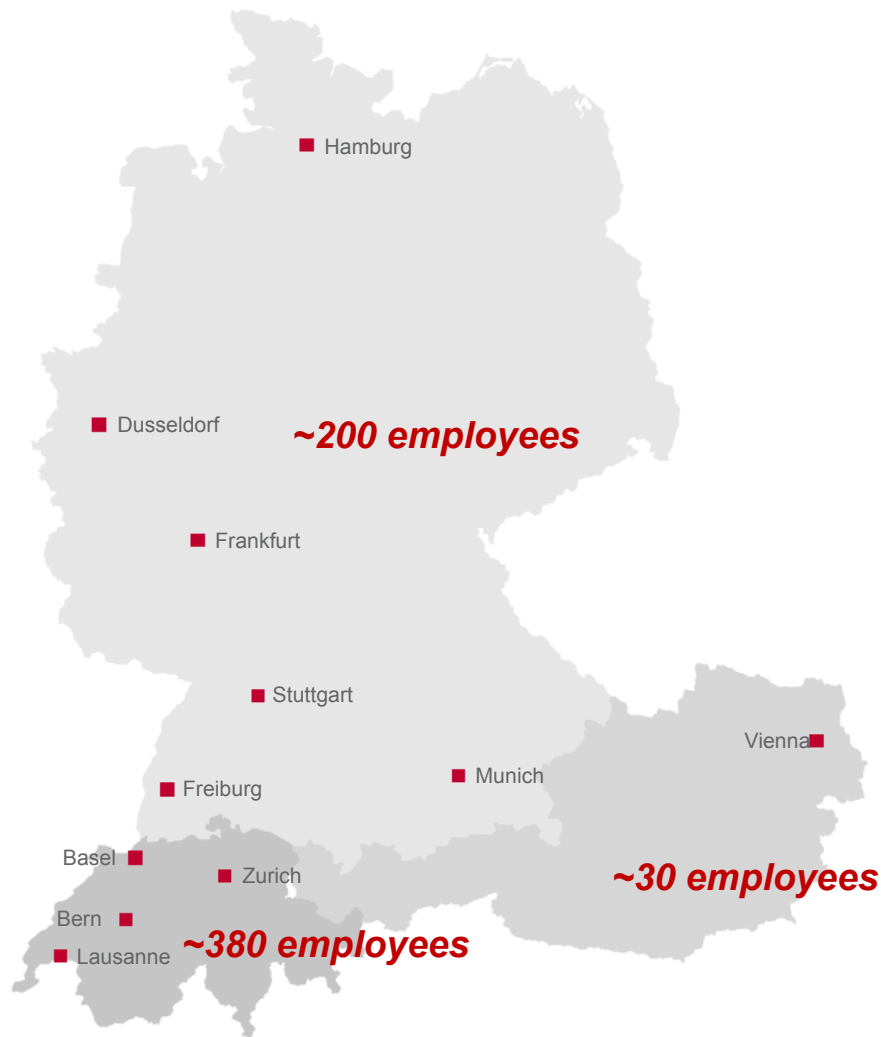 Hamburg
Dusseldorf
~200 employees
Frankfurt
Stuttgart
Vienna
Munich
Freiburg
Basel
Zurich
~30 employees
Bern
~380 employees
Lausanne